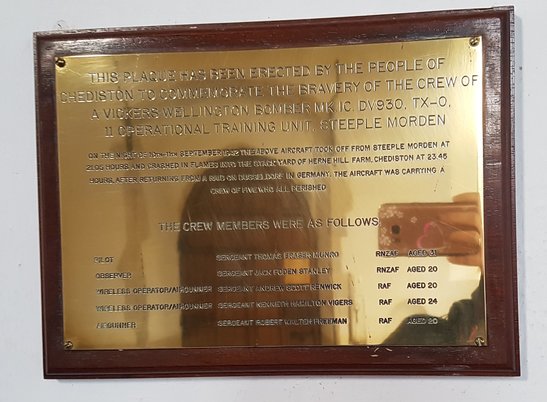 THIS PLAQUE HAS BEEN ERECTED BY THE PEOPLE OF
CHEDISTON TO COMMEMORATE THE BRAVERY OF THE CREW OF
A VICKERS WELLINGTON BOMBER MK IC, DV930, TX-O,
11 OPERATIONAL TRAINING UNIT, STEEPLE MORDEN
ON THE NIGHT OF 10TH-11TH SEPTEMBER 1942 THE ABOVE AIRCRAFT TOOK OFF FROM STEEPLE MORDEN AT
21.05 HOURS AND CRASHED IN FLAMES INTO THE STACK YARD OF HERNE HILL FARM, CHEDISTON AT 23.45
HOURS, AFTER RETURNING FROM A RAID ON DUSSELDORF IN GERMANY. THE AIRCRAFT WAS CARRYING A
CREW OF FIVE WHO ALL PERISHED
THE CREW MEMBERS WERE AS FOLLOWS
PILOT SERGEANT THOMAS FRASER MUNRO RNZAF AGED 31
OBSERVER SERGEANT JACK FODEN STANLEY RNZAF AGED 20
WIRELESS OPERATOR/AIRGUNNER SERGEANT ANDREW SCOTT RENWICK RAF AGED 20
WIRELESS OPERATOR/AIRGUNNER SERGEANT KENNETH HAMILTON VIGERS RAF AGED 24
AIRGUNNER SERGEANT ROBERT WALTON FREEMAN RAF AGED 20